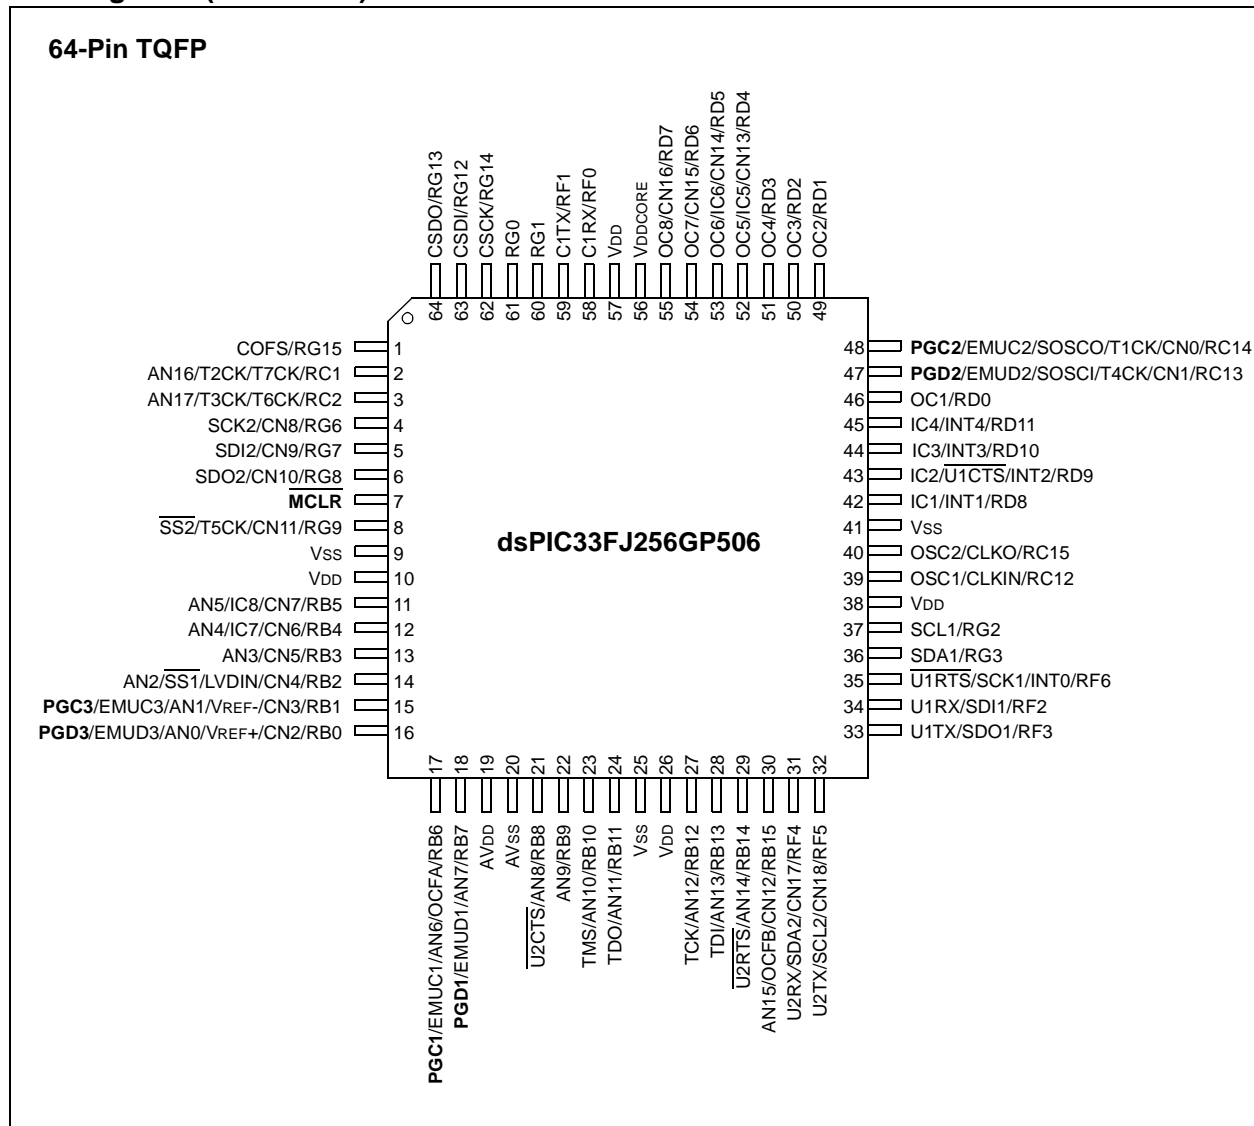 64-Pin TQFP
CSDO/RG13
CSDI/RG12
CSCK/RG14
RG0
RG1
C1TX/RF1
C1RX/RF0
VDD
VDDCORE
OC8/CN16/RD7
OC7/CN15/RD6
OC6/IC6/CN14/RD5
OC5/IC5/CN13/RD4
OC4/RD3
OC3/RD2
OC2/RD1
64
63
62
61
60
59
58
57
56
55
54
53
52
51
50
49
COFS/RG15 1
AN16/T2CK/T7CK/RC1 2
AN17/T3CK/T6CK/RC2 3
SCK2/CN8/RG6 4
SDI2/CN9/RG7 5
SDO2/CN10/RG8 6
MCLR 7
SS2/T5CK/CN11/RG9 8
VSS 9
VDD 10
AN5/IC8/CN7/RB5 11
AN4/IC7/CN6/RB4 12
AN3/CN5/RB3 13
AN2/SS1/LVDIN/CN4/RB2 14
PGC3/EMUC3/AN1/VREF-/CN3/RB1 15
PGD3/EMUD3/AN0/VREF+/CN2/RB0 16
dsPIC33FJ256GP506
48 PGC2/EMUC2/SOSCO/T1CK/CN0/RC14
47 PGD2/EMUD2/SOSCI/T4CK/CN1/RC13
46 OC1/RD0
45 IC4/INT4/RD11
44 IC3/INT3/RD10
43 IC2/U1CTS/INT2/RD9
42 IC1/INT1/RD8
41 VSS
40 OSC2/CLKO/RC15
39 OSC1/CLKIN/RC12
38 VDD
37 SCL1/RG2
36 SDA1/RG3
35 U1RTS/SCK1/INT0/RF6
34 U1RX/SDI1/RF2
33 U1TX/SDO1/RF3
17
18
19
20
21
22
23
24
25
26
27
28
29
30
31
32
PGC1/EMUC1/AN6/OCFA/RB6
PGD1/EMUD1/AN7/RB7
AVDD
AVSS
U2CTS/AN8/RB8
AN9/RB9
TMS/AN10/RB10
TDO/AN11/RB11
VSS
VDD
TCK/AN12/RB12
TDI/AN13/RB13
U2RTS/AN14/RB14
AN15/OCFB/CN12/RB15
U2RX/SDA2/CN17/RF4
U2TX/SCL2/CN18/RF5